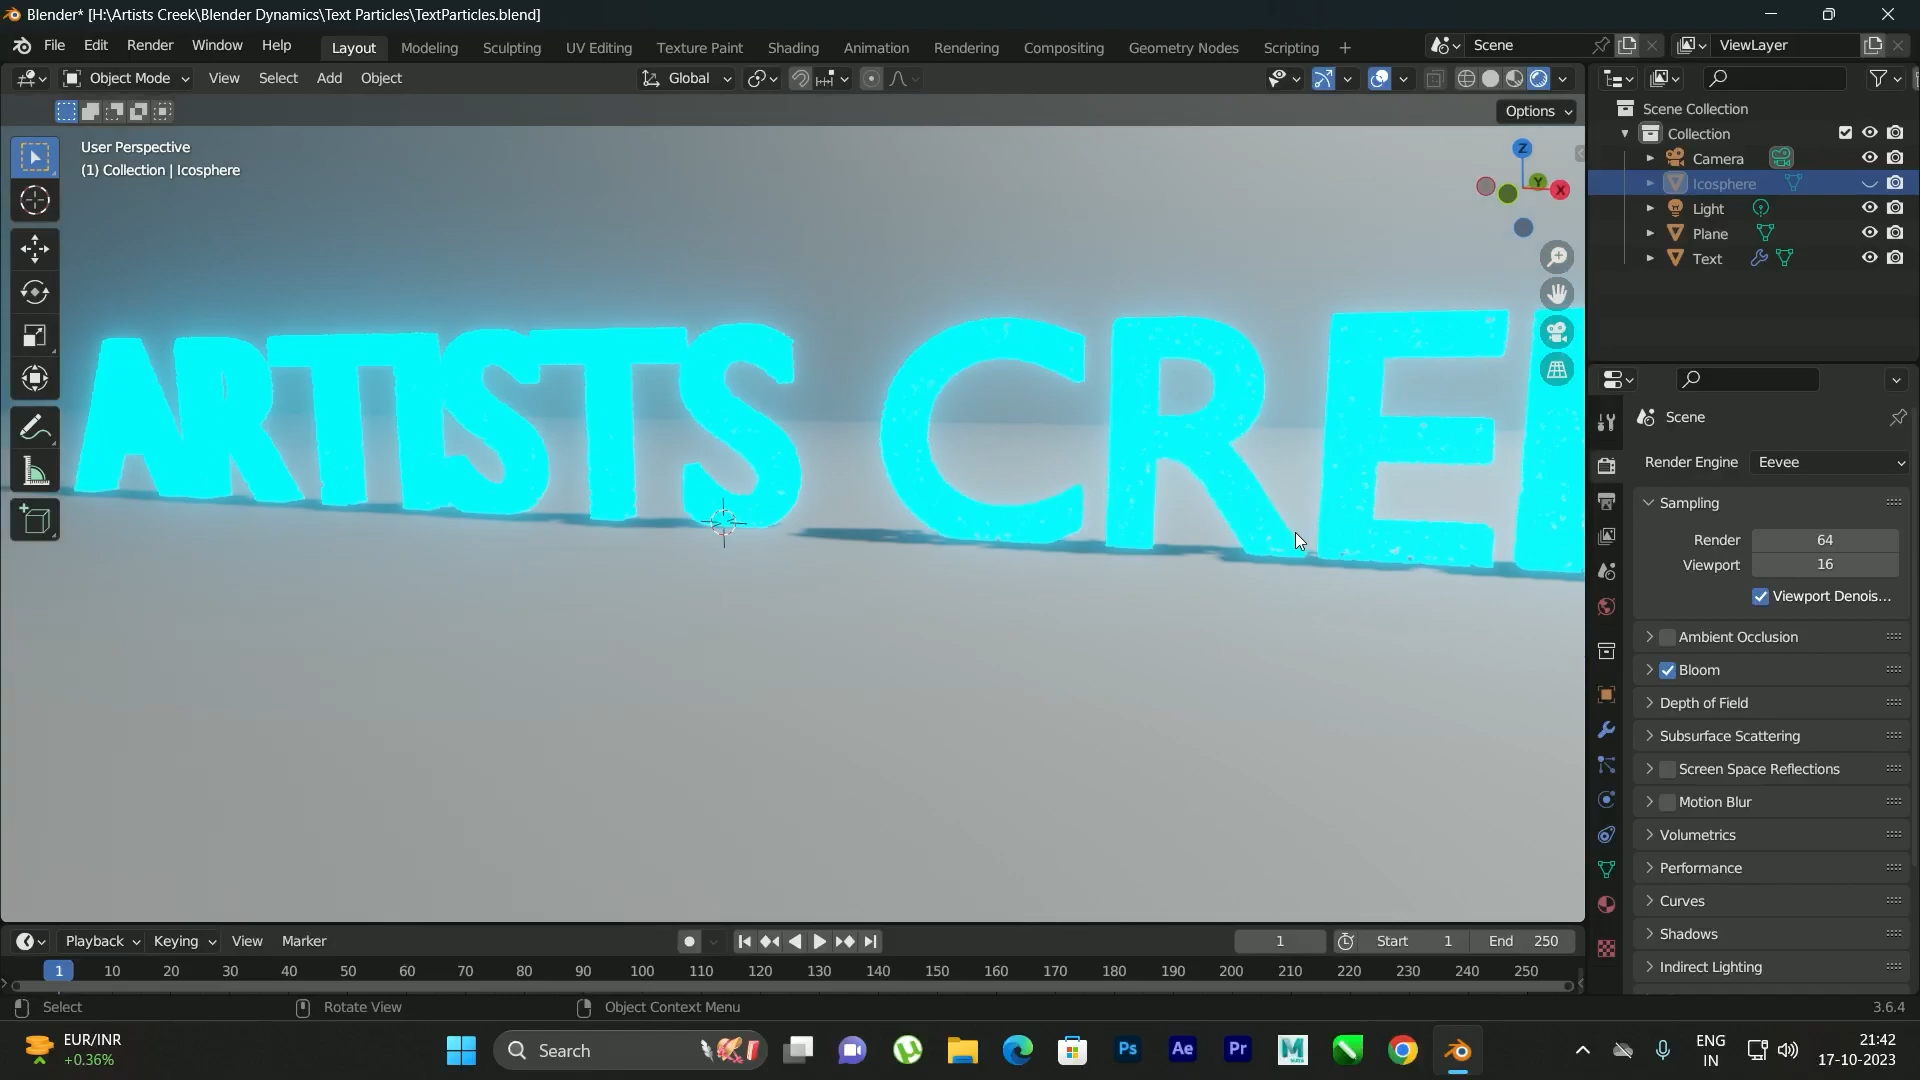 Blender* [H:\Artists Creek\Blender Dynamics\Text Particles\TextParticles.blend]
File Edit Render Window Help Layout Modeling Sculpting UV Editing Texture Paint Shading Animation Rendering Compositing Geometry Nodes Scripting + Scene ViewLayer
Object Mode View Select Add Object Global
Options
User Perspective
(1) Collection | Icosphere
Z
Y
X
ARTISTS CREE
Scene Collection
Collection
Camera
Icosphere
Light
Plane
Text
Scene
Render Engine Eevee
Sampling
Render 64
Viewport 16
Viewport Denois...
Ambient Occlusion
Bloom
Depth of Field
Subsurface Scattering
Screen Space Reflections
Motion Blur
Volumetrics
Performance
Curves
Shadows
Indirect Lighting
Playback Keying View Marker 1 Start 1 End 250
1 10 20 30 40 50 60 70 80 90 100 110 120 130 140 150 160 170 180 190 200 210 220 230 240 250
Select Rotate View Object Context Menu 3.6.4
EUR/INR
+0.36%
Search
Ps
Ae
Pr
M
ENG
IN
21:42
17-10-2023